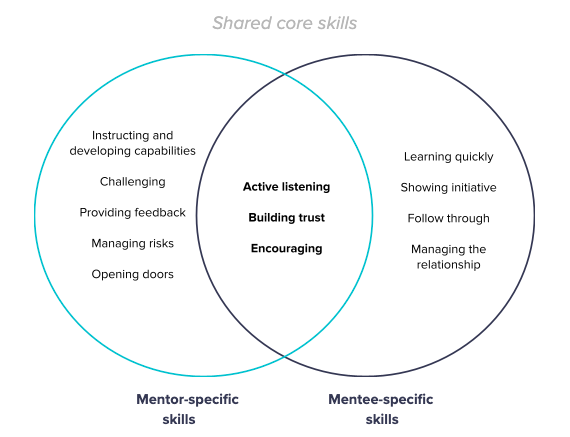 Shared core skills
Instructing and
developing capabilities
Challenging
Providing feedback
Managing risks
Opening doors
Active listening
Building trust
Encouraging
Learning quickly
Showing initiative
Follow through
Managing the
relationship
Mentor-specific
skills
Mentee-specific
skills